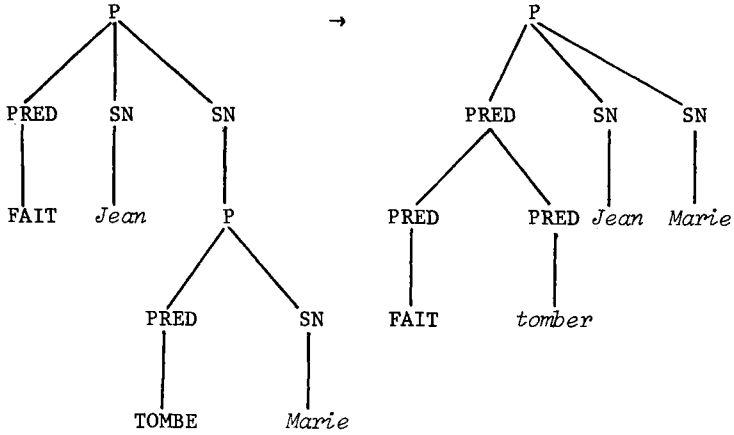 P → P
PRED SN SN PRED SN SN
FAIT Jean P PRED PRED Jean Marie
PRED SN FAIT tomber
TOMBE Marie